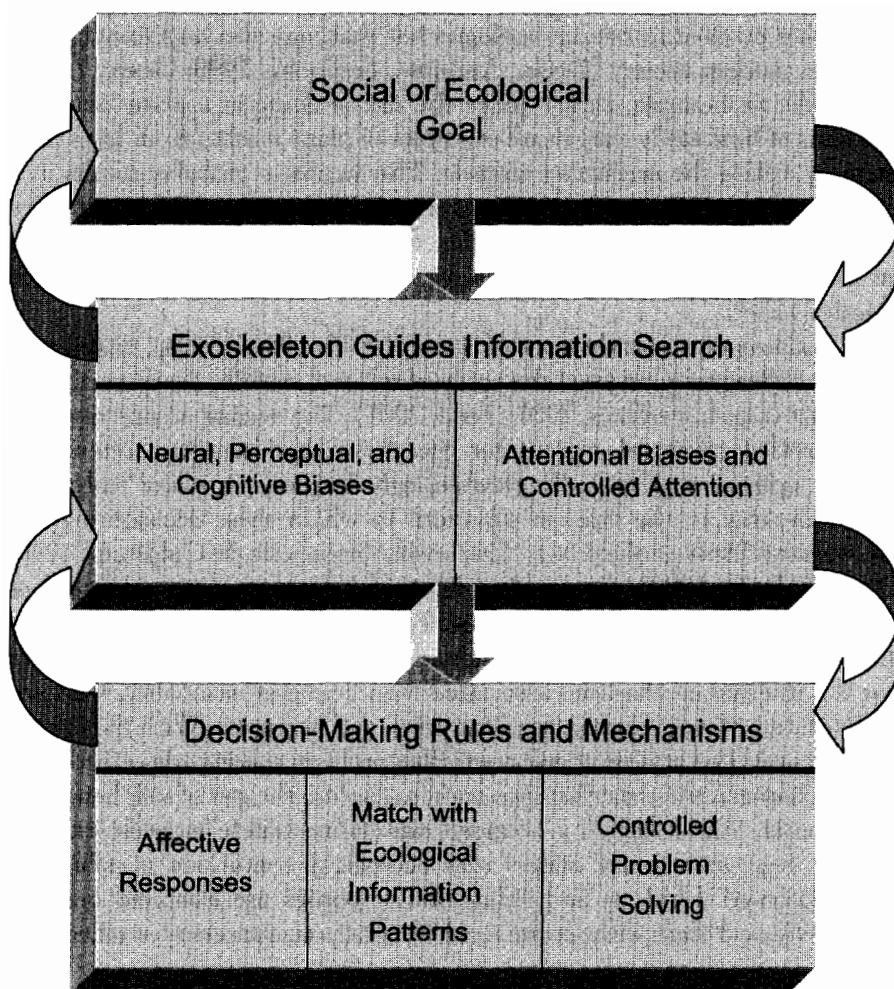 Social or Ecological
Goal
Exoskeleton Guides Information Search
Neural, Perceptual, and
Cognitive Biases
Attentional Biases and
Controlled Attention
Decision-Making Rules and Mechanisms
Affective
Responses
Match with
Ecological
Information
Patterns
Controlled
Problem
Solving